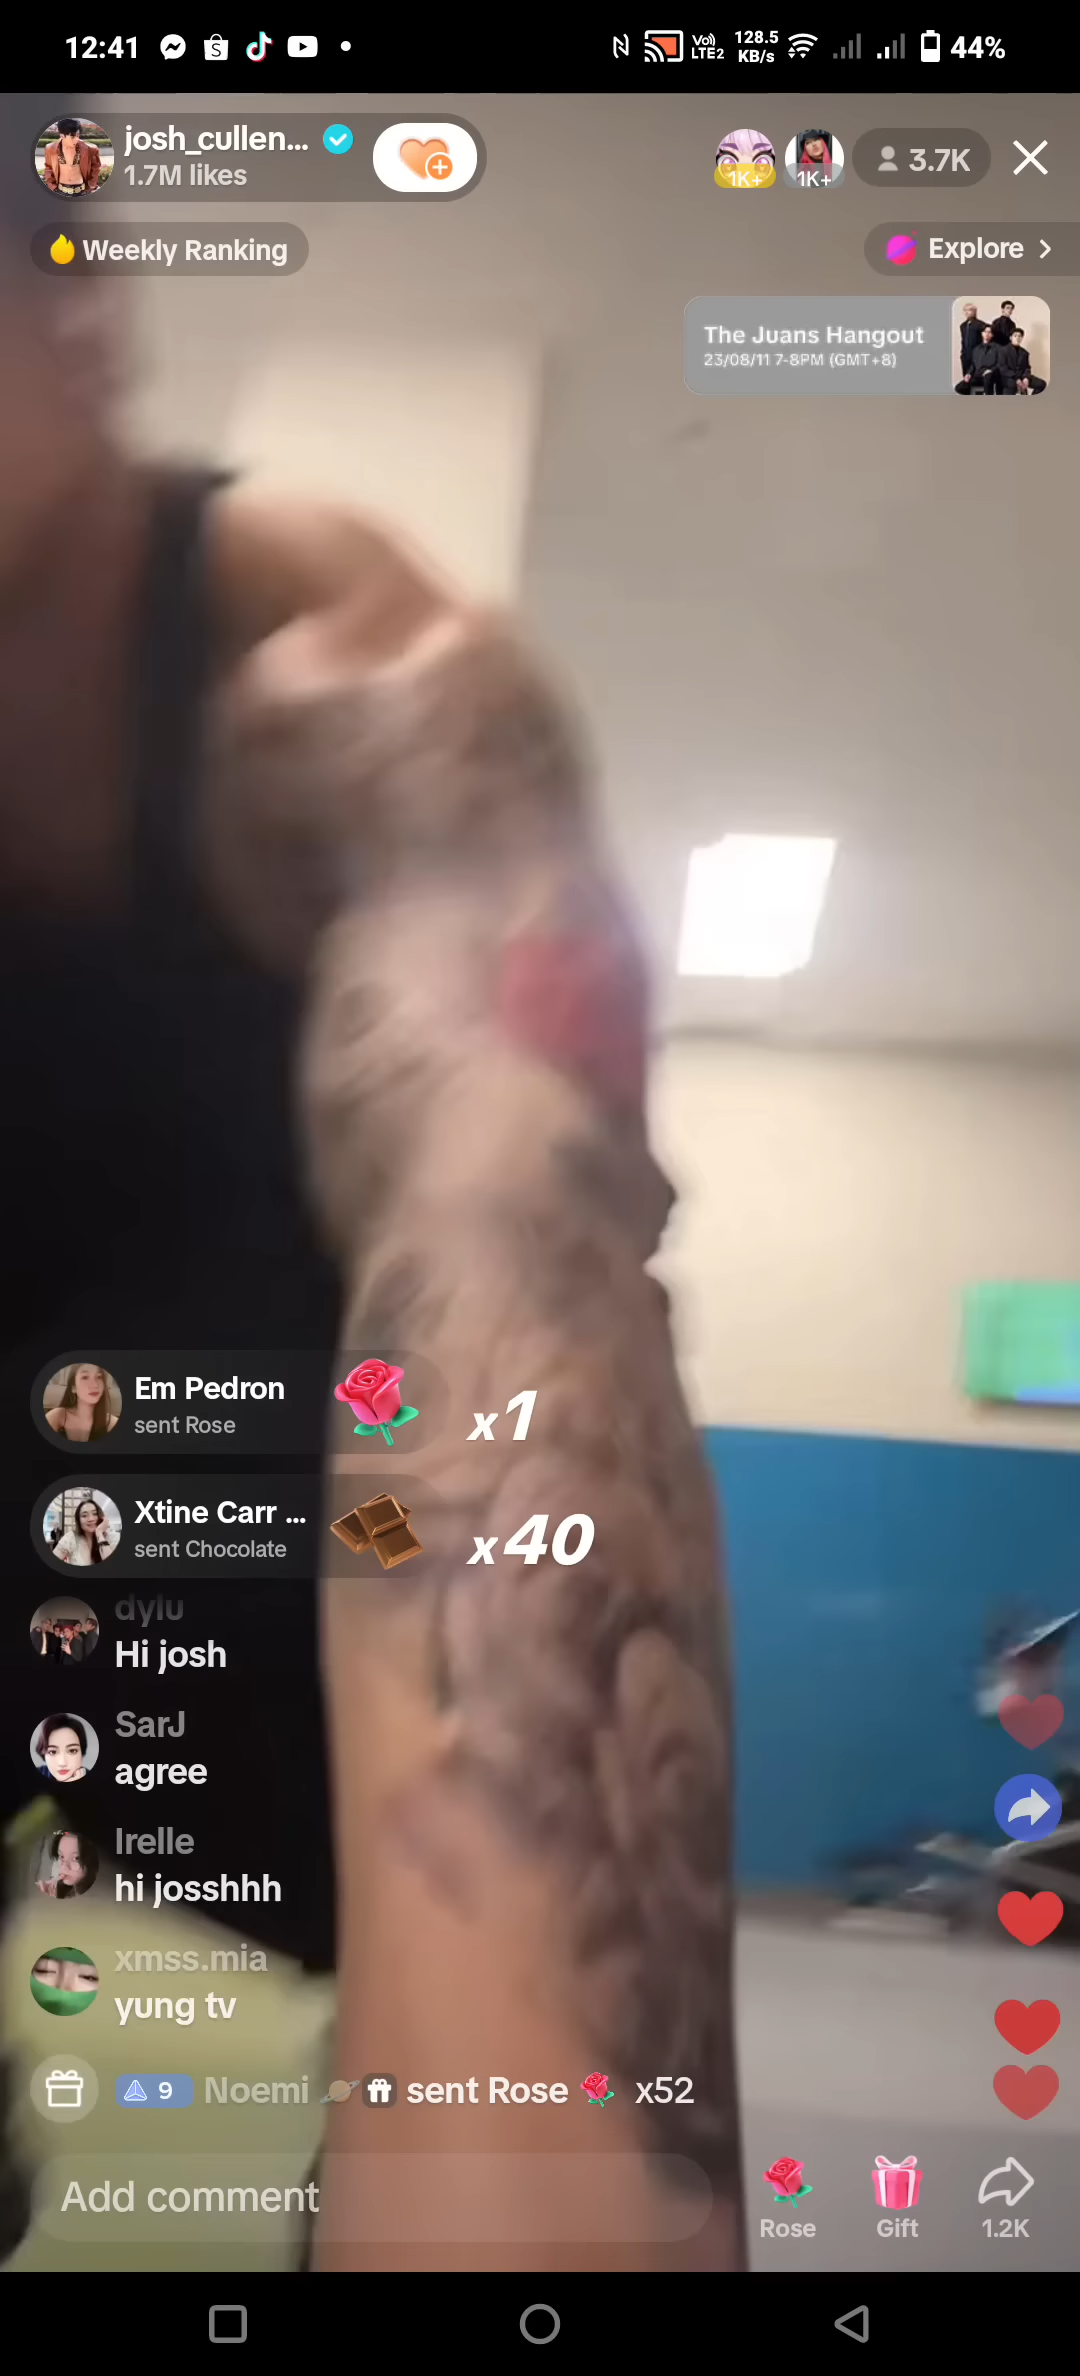 12:41
Vo)) LTE2
128.5 KB/s
44%
josh_cullen...
1.7M likes
1K+
1K+
3.7K
Weekly Ranking
Explore
The Juans Hangout
23/08/11 7-8PM (GMT+8)
Em Pedron
sent Rose
x1
Xtine Carr ...
sent Chocolate
x40
dylu
Hi josh
SarJ
agree
Irelle
hi josshhh
xmss.mia
yung tv
9 Noemi sent Rose x52
Add comment
Rose
Gift
1.2K